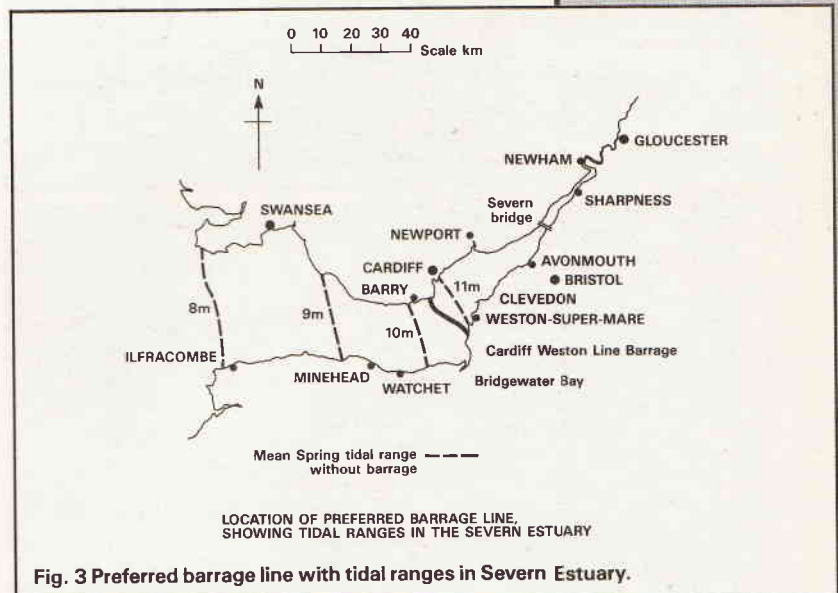 0 10 20 30 40
Scale km
N
GLOUCESTER
NEWHAM
SHARPNESS
Severn
bridge
SWANSEA
NEWPORT
AVONMOUTH
CARDIFF
BRISTOL
BARRY
11m
CLEVEDON
8m
9m
10m
WESTON-SUPER-MARE
Cardiff Weston Line Barrage
ILFRACOMBE
MINEHEAD
WATCHET
Bridgewater Bay
Mean Spring tidal range
without barrage
LOCATION OF PREFERRED BARRAGE LINE,
SHOWING TIDAL RANGES IN THE SEVERN ESTUARY
Fig. 3 Preferred barrage line with tidal ranges in Severn Estuary.